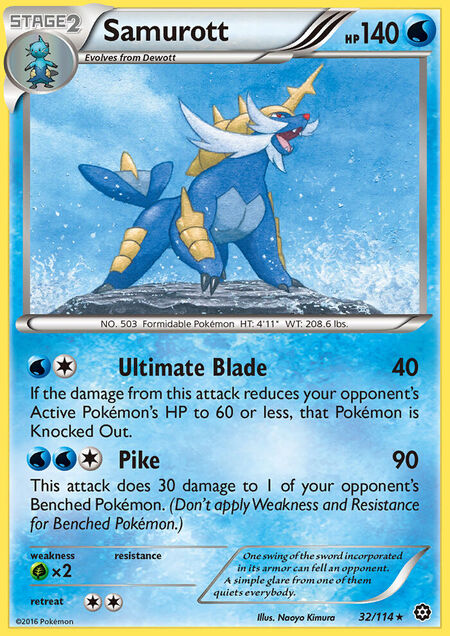 STAGE2
Samurott
HP140
Evolves from Dewott
NO. 503 Formidable Pokémon HT: 4'11" WT: 208.6 lbs.
Ultimate Blade 40
If the damage from this attack reduces your opponent's
Active Pokémon's HP to 60 or less, that Pokémon is
Knocked Out.
Pike 90
This attack does 30 damage to 1 of your opponent's
Benched Pokémon. (Don't apply Weakness and Resistance
for Benched Pokémon.)
weakness resistance
×2
retreat
One swing of the sword incorporated
in its armor can fell an opponent.
A simple glare from one of them
quiets everybody.
©2016 Pokémon
Illus. Naoyo Kimura
32/114 ★